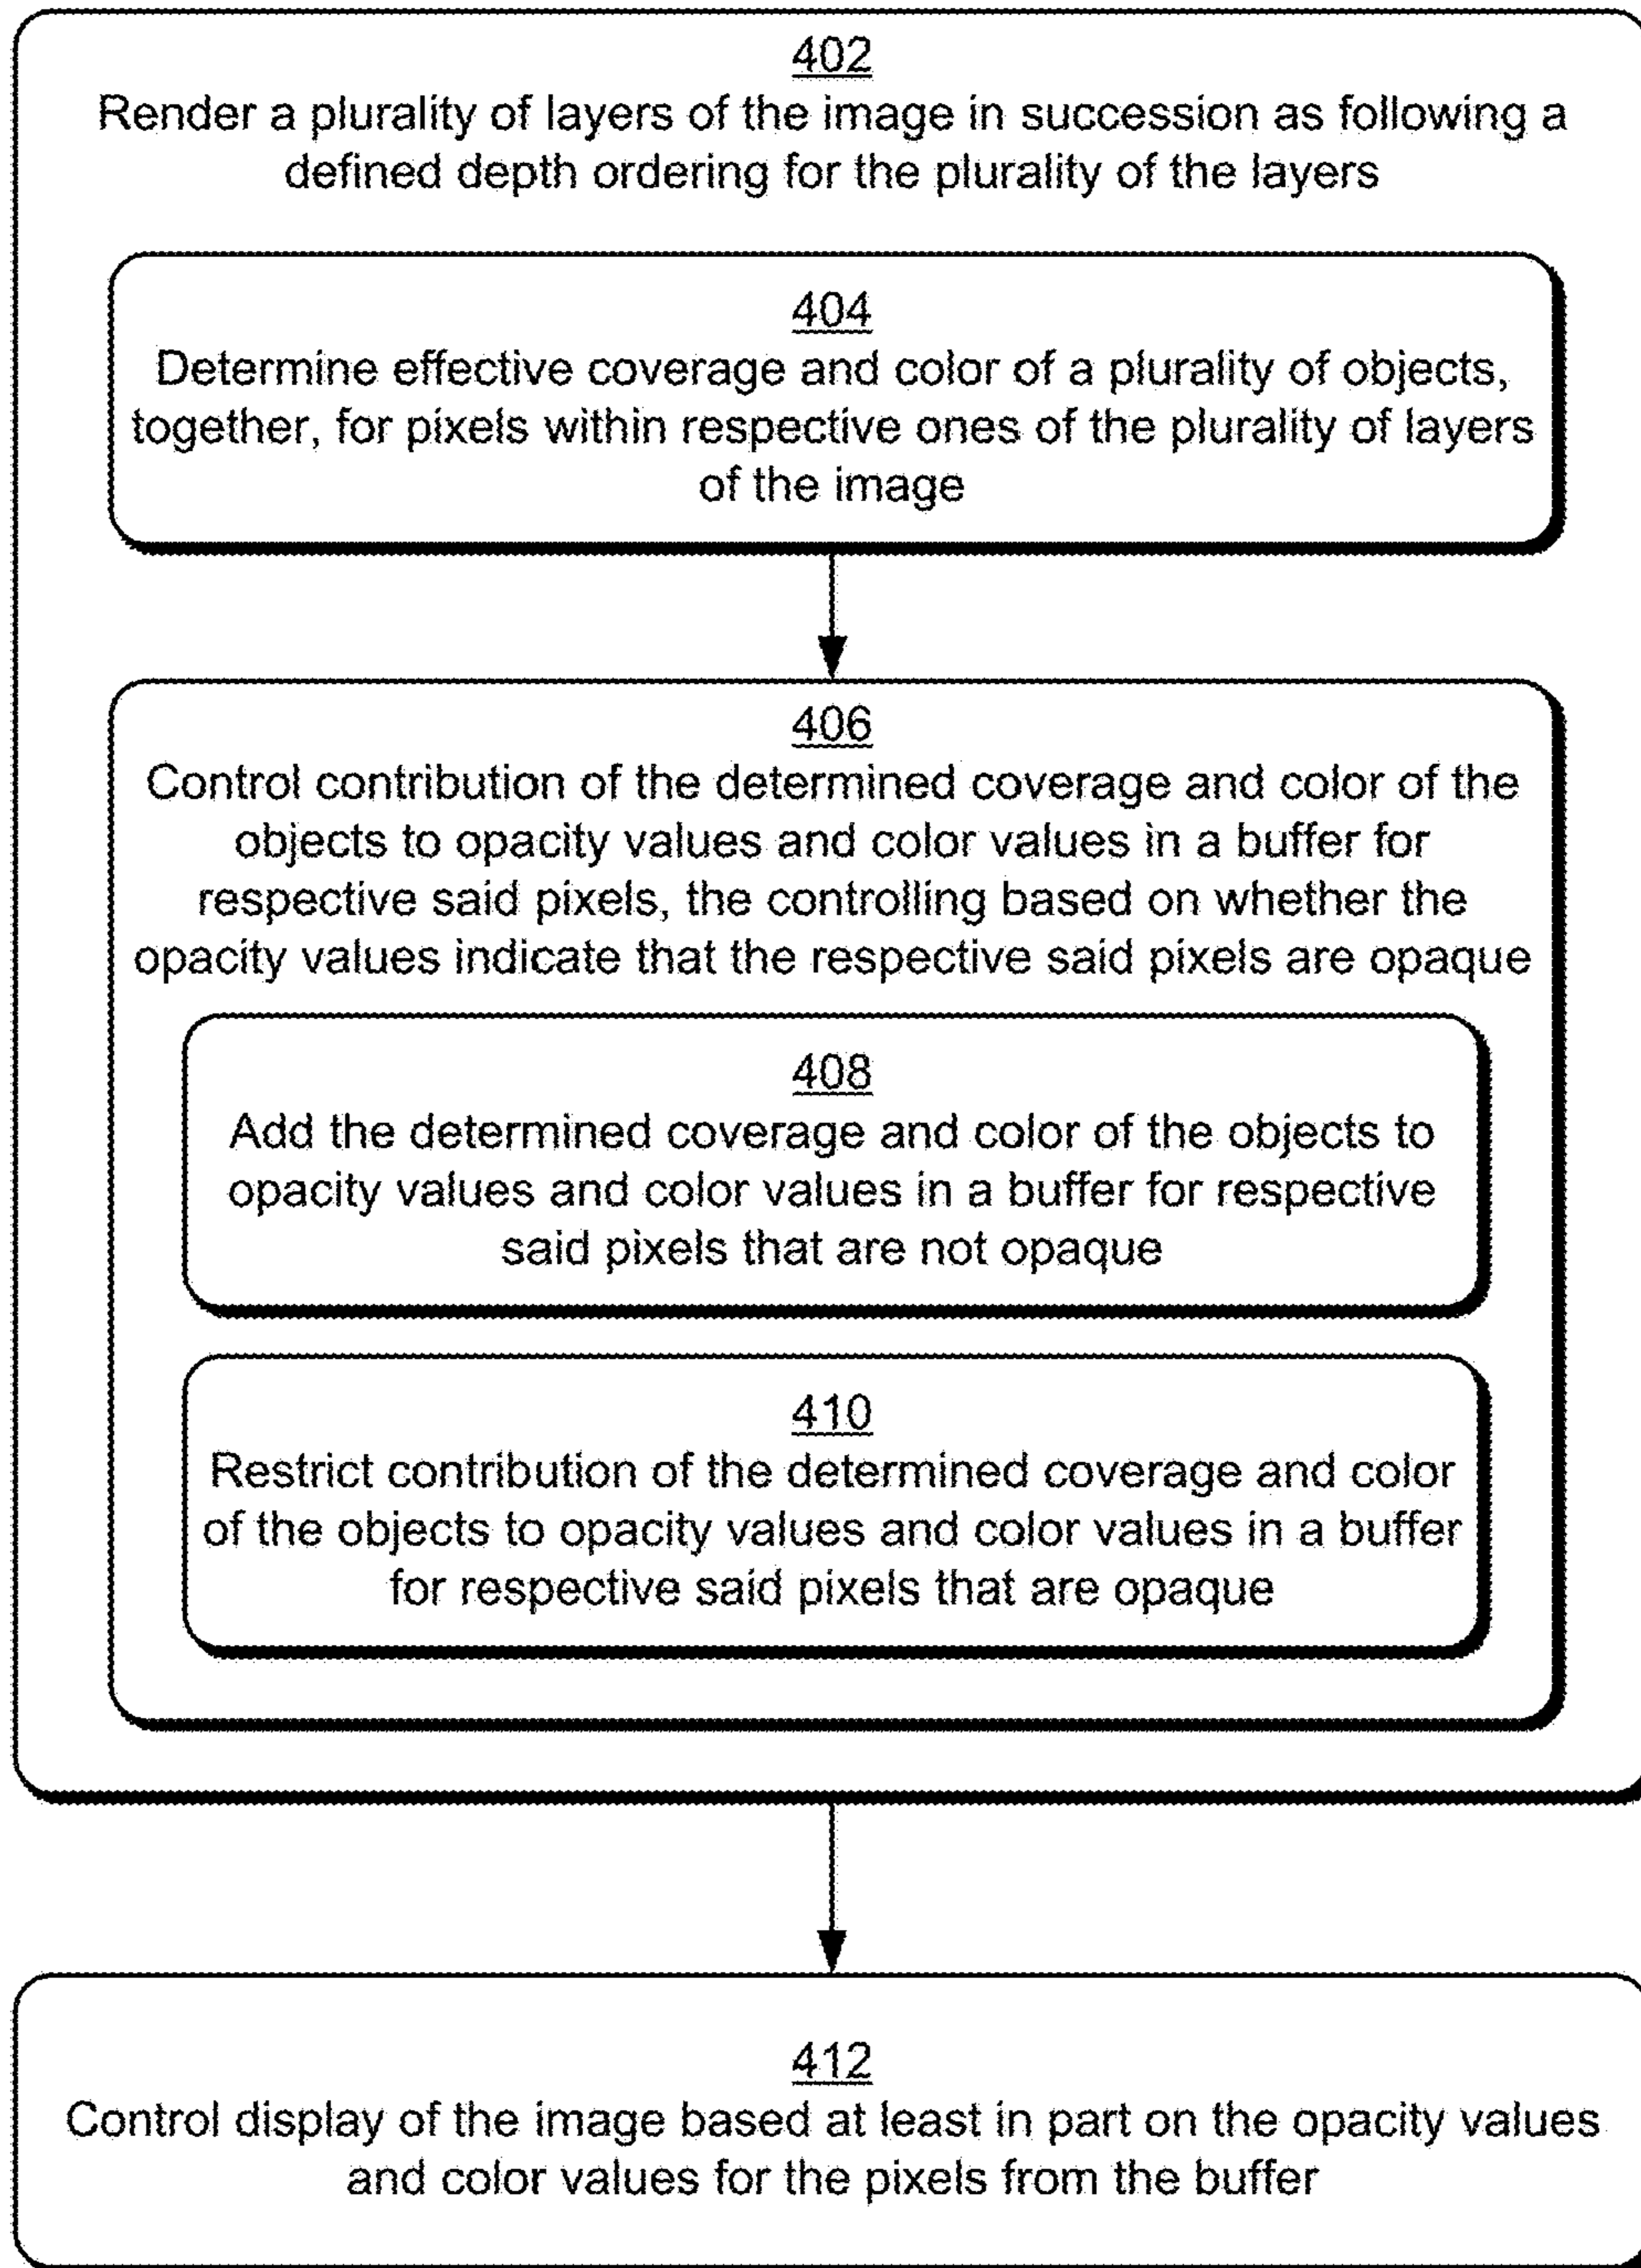 402
Render a plurality of layers of the image in succession as following a
defined depth ordering for the plurality of the layers
404
Determine effective coverage and color of a plurality of objects,
together, for pixels within respective ones of the plurality of layers
of the image
406
Control contribution of the determined coverage and color of the
objects to opacity values and color values in a buffer for
respective said pixels, the controlling based on whether the
opacity values indicate that the respective said pixels are opaque
408
Add the determined coverage and color of the objects to
opacity values and color values in a buffer for respective
said pixels that are not opaque
410
Restrict contribution of the determined coverage and color
of the objects to opacity values and color values in a buffer
for respective said pixels that are opaque
412
Control display of the image based at least in part on the opacity values
and color values for the pixels from the buffer